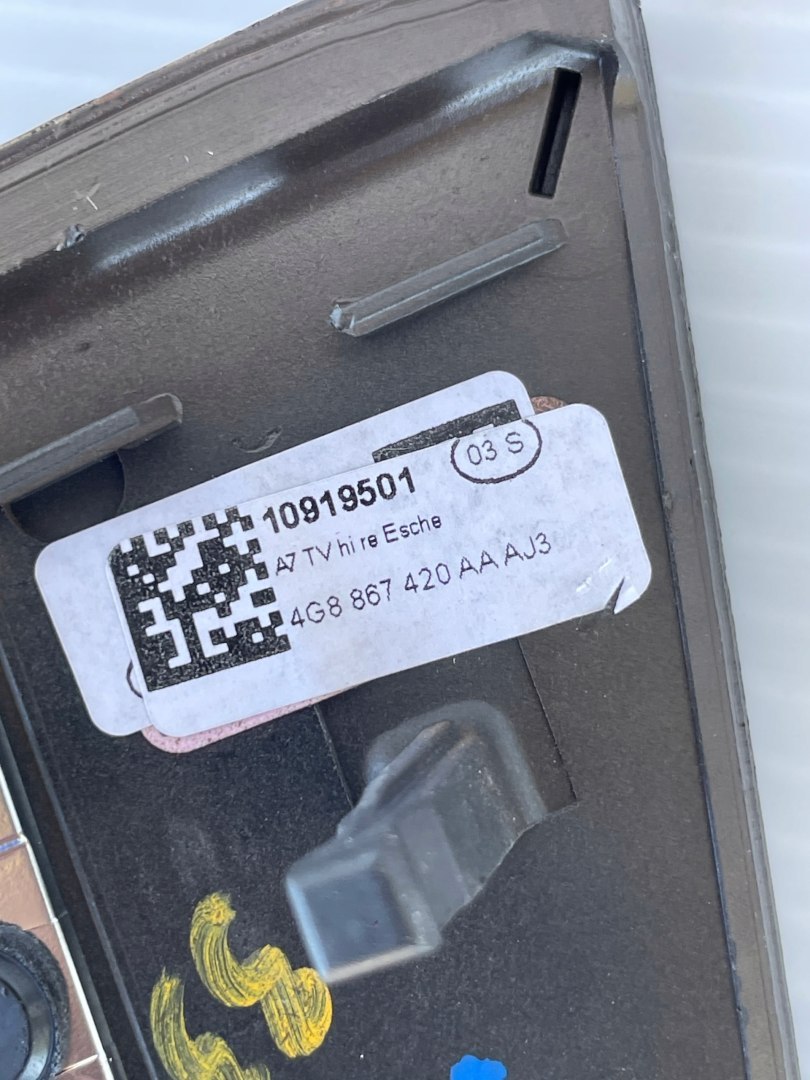 03 S
10919501
A7 TV hi re Esche
4G8 867 420 AA AJ3